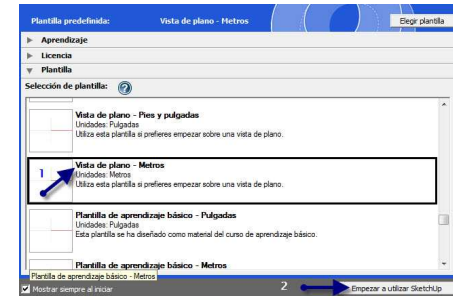 Plantilla predefinida: Vista de plano - Metros Elegir plantilla
Aprendizaje
Licencia
Plantilla
Selección de plantilla:
Vista de plano - Pies y pulgadas
Unidades: Pulgadas
Utiliza esta plantilla si prefieres empezar sobre una vista de plano.
1 Vista de plano - Metros
Unidades: Metros
Utiliza esta plantilla si prefieres empezar sobre una vista de plano.
Plantilla de aprendizaje básico - Pulgadas
Unidades: Pulgadas
Esta plantilla se ha diseñado como material del curso de aprendizaje básico.
Plantilla de aprendizaje básico - Metros
Plantilla de aprendizaje básico - Metros
Mostrar siempre al iniciar 2 Empezar a utilizar SketchUp